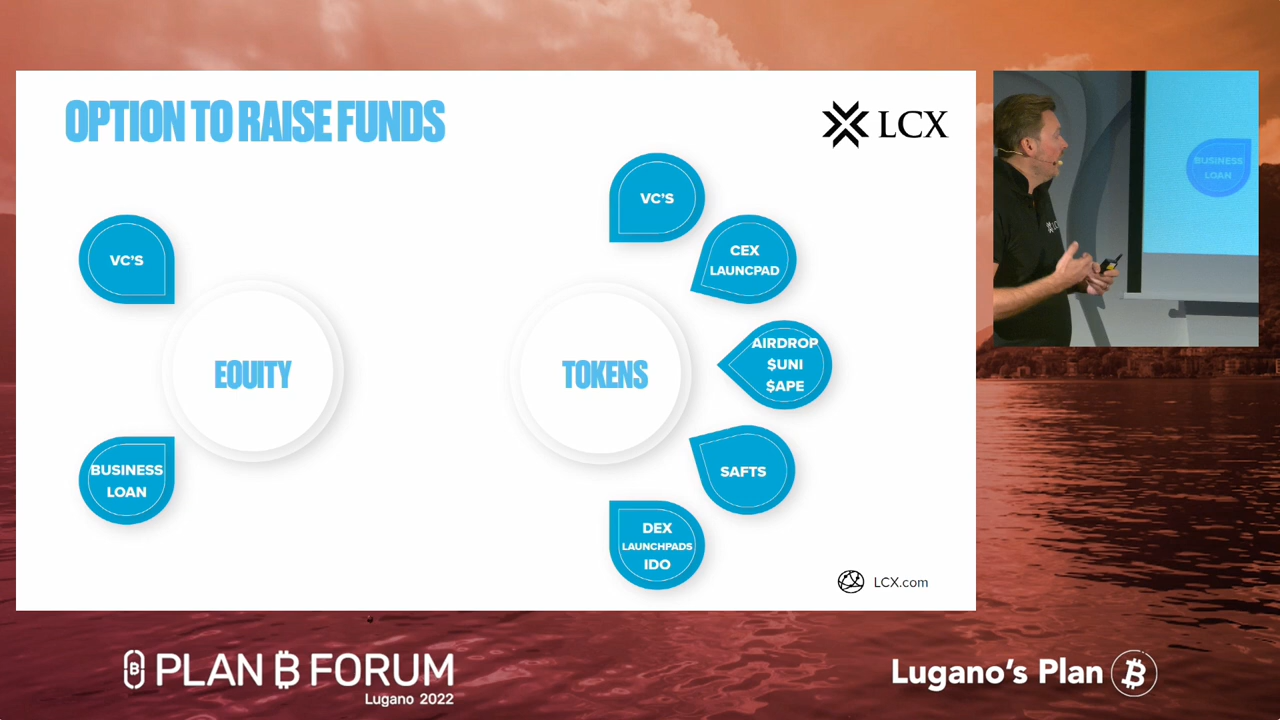 OPTION TO RAISE FUNDS
LCX
VC'S
BUSINESS
LOAN
EQUITY
TOKENS
VC'S
CEX
LAUNCPAD
AIRDROP
$UNI
$APE
SAFTS
DEX
LAUNCHPADS
IDO
LCX.com
BUSINESS
LOAN
PLAN B FORUM
Lugano 2022
Lugano's Plan